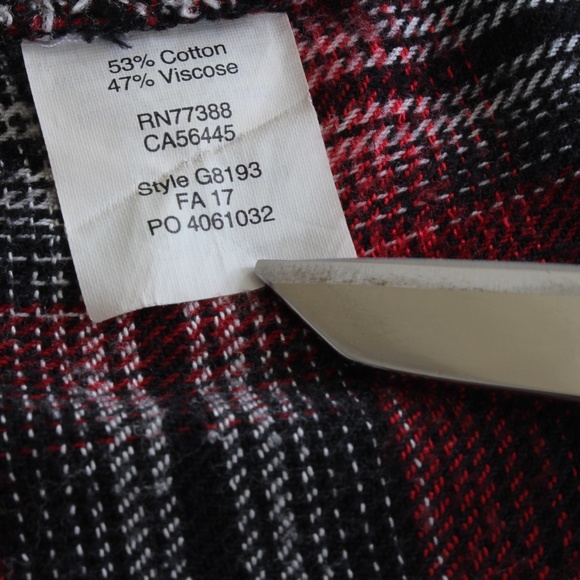 53% Cotton
47% Viscose
RN77388
CA56445
Style G8193
FA 17
PO 4061032